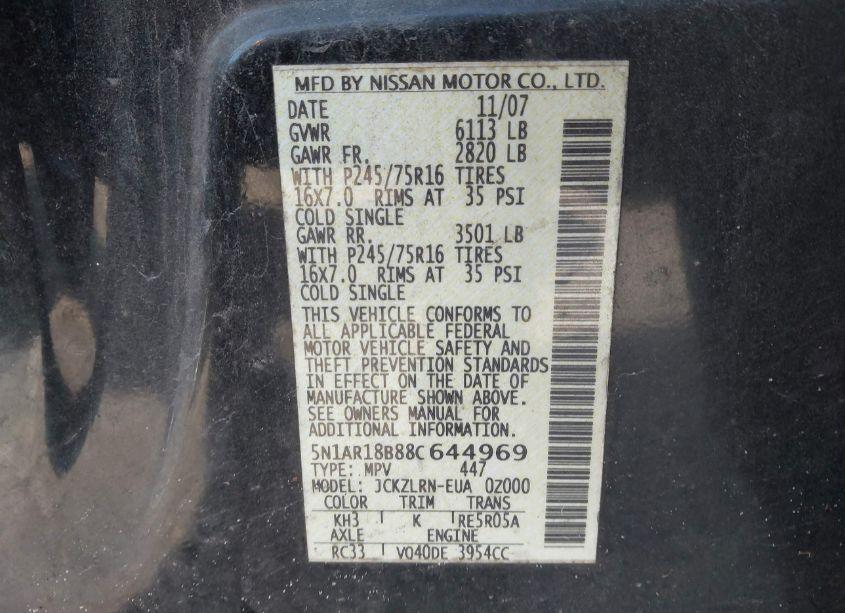 MFD BY NISSAN MOTOR CO., LTD.
DATE 11/07
GVWR 6113 LB
GAWR FR. 2820 LB
WITH P245/75R16 TIRES
16X7.0 RIMS AT 35 PSI
COLD SINGLE
GAWR RR. 3501 LB
WITH P245/75R16 TIRES
16X7.0 RIMS AT 35 PSI
COLD SINGLE
THIS VEHICLE CONFORMS TO
ALL APPLICABLE FEDERAL
MOTOR VEHICLE SAFETY AND
THEFT PREVENTION STANDARDS
IN EFFECT ON THE DATE OF
MANUFACTURE SHOWN ABOVE.
SEE OWNERS MANUAL FOR
ADDITIONAL INFORMATION.
5N1AR18B88C644969
TYPE: MPV 447
MODEL: JCKZLRN-EUA 0Z000
COLOR TRIM TRANS
KH3 K RE5R05A
AXLE ENGINE
RC33 VQ40DE 3954CC